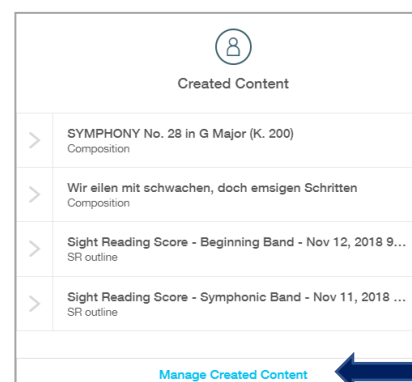 Created Content
SYMPHONY No. 28 in G Major (K. 200)
Composition
Wir eilen mit schwachen, doch emsigen Schritten
Composition
Sight Reading Score - Beginning Band - Nov 12, 2018 9...
SR outline
Sight Reading Score - Symphonic Band - Nov 11, 2018 ...
SR outline
Manage Created Content